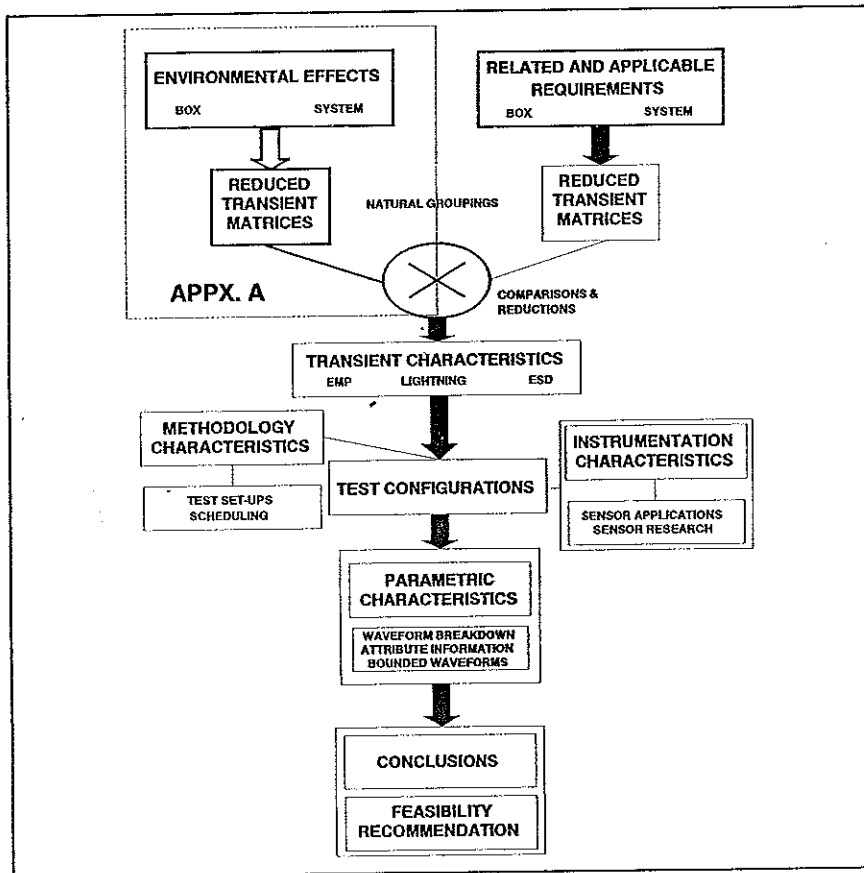 ENVIRONMENTAL EFFECTS
BOX SYSTEM
RELATED AND APPLICABLE
REQUIREMENTS
BOX SYSTEM
REDUCED
TRANSIENT
MATRICES
NATURAL GROUPINGS
REDUCED
TRANSIENT
MATRICES
APPX. A
COMPARISONS &
REDUCTIONS
TRANSIENT CHARACTERISTICS
EMP LIGHTNING ESD
METHODOLOGY
CHARACTERISTICS
INSTRUMENTATION
CHARACTERISTICS
TEST SET-UPS
SCHEDULING
TEST CONFIGURATIONS
SENSOR APPLICATIONS
SENSOR RESEARCH
PARAMETRIC
CHARACTERISTICS
WAVEFORM BREAKDOWN
ATTRIBUTE INFORMATION
BOUNDED WAVEFORMS
CONCLUSIONS
FEASIBILITY
RECOMMENDATION